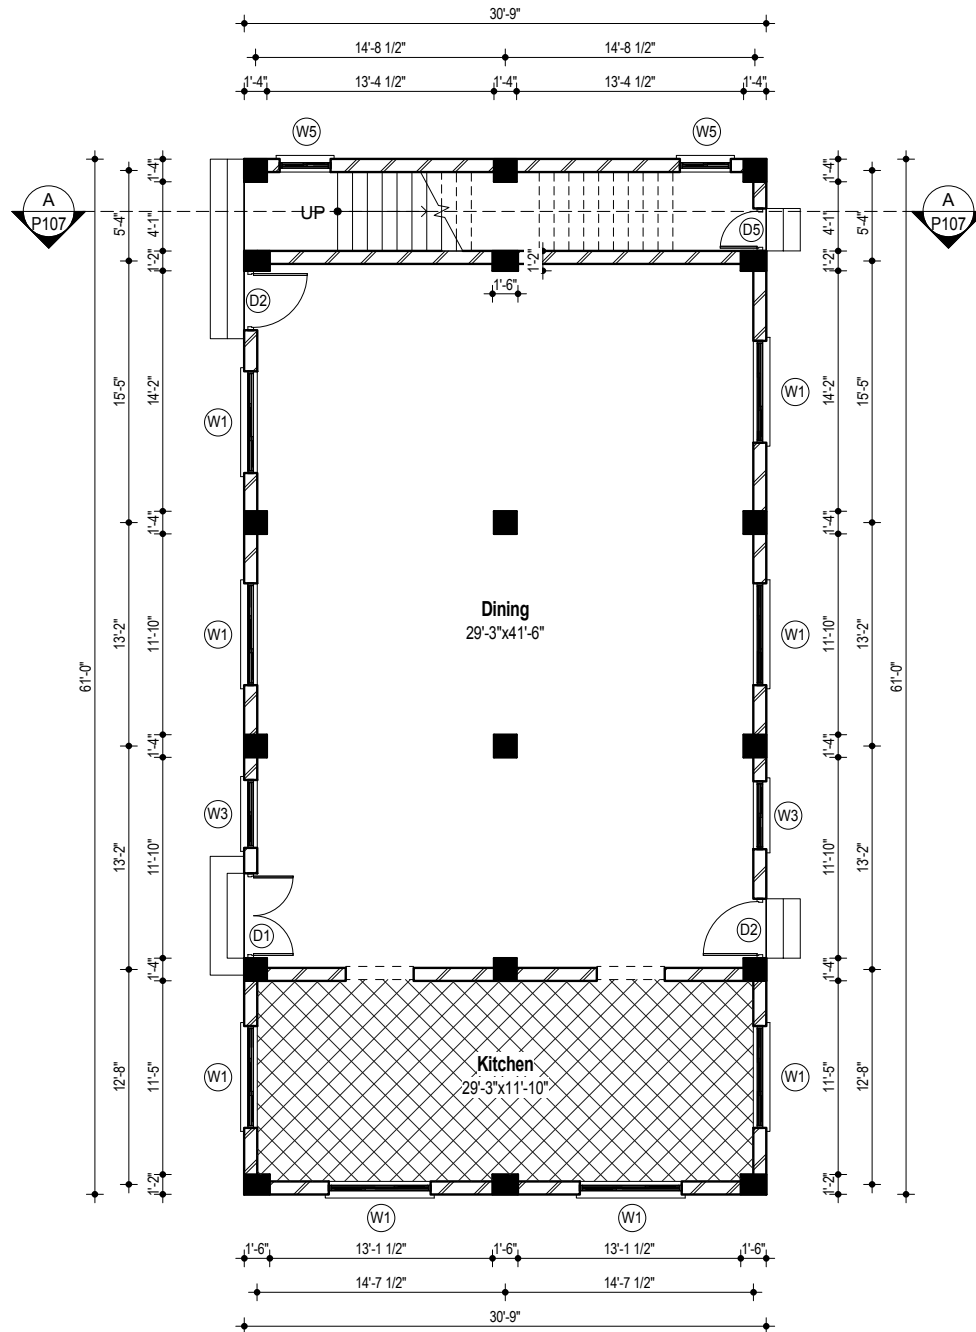 30'-9"
14'-8 1/2" 14'-8 1/2"
1'-4" 13'-4 1/2" 1'-4" 13'-4 1/2" 1'-4"
W5 W5
A
P107
A
P107
UP
D5
1'-4" 4'-1" 1'-2"
5'-4"
1'-4" 4'-1" 1'-2"
5'-4"
1'-2"
1'-6"
D2
15'-5" 14'-2"
W1 W1
14'-2" 15'-5"
1'-4" 1'-4"
Dining
29'-3"x41'-6"
61'-0" 13'-2" 11'-10" W1 W1 11'-10" 13'-2" 61'-0"
1'-4" 1'-4"
W3 W3
13'-2" 11'-10" 11'-10" 13'-2"
D1 D2
1'-4" 1'-4"
Kitchen
29'-3"x11'-10"
12'-8" 11'-5" W1 W1 11'-5" 12'-8"
1'-2" 1'-2"
W1 W1
1'-6" 13'-1 1/2" 1'-6" 13'-1 1/2" 1'-6"
14'-7 1/2" 14'-7 1/2"
30'-9"